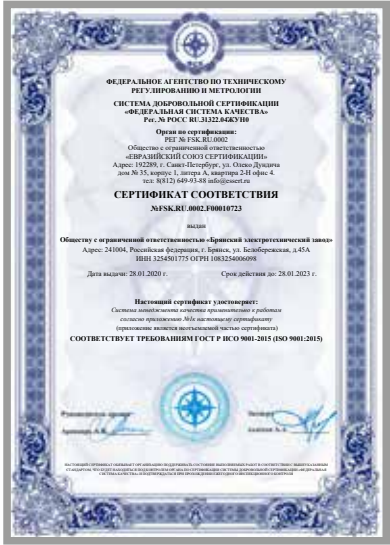 ФЕДЕРАЛЬНОЕ АГЕНТСТВО ПО ТЕХНИЧЕСКОМУ
РЕГУЛИРОВАНИЮ И МЕТРОЛОГИИ
СИСТЕМА ДОБРОВОЛЬНОЙ СЕРТИФИКАЦИИ
«ФЕДЕРАЛЬНАЯ СИСТЕМА КАЧЕСТВА»
Рег. № РОСС RU.31322.04ЖУН0
Орган по сертификации:
РЕГ № FSK.RU.0002
Общество с ограниченной ответственностью
«ЕВРАЗИЙСКИЙ СОЮЗ СЕРТИФИКАЦИИ»
Адрес: 192289, г. Санкт-Петербург, ул. Олеко Дундича
дом № 35, корпус 1, литера А, квартира 2-Н офис 4.
тел: 8(812) 649-93-88 info@essert.ru
СЕРТИФИКАТ СООТВЕТСТВИЯ
№FSK.RU.0002.F00010723
выдан
Обществу с ограниченной ответственностью «Брянский электротехнический завод»
Адрес: 241004, Российская федерация, г. Брянск, ул. Белобережская, д.45А
ИНН 3254501775 ОГРН 1083254006098
Дата выдачи: 28.01.2020 г. Срок действия до: 28.01.2023 г.
Настоящий сертификат удостоверяет:
Система менеджмента качества применительно к работам
согласно приложению №1к настоящему сертификату
(приложение является неотъемлемой частью сертификата)
СООТВЕТСТВУЕТ ТРЕБОВАНИЯМ ГОСТ Р ИСО 9001-2015 (ISO 9001:2015)
Руководитель органа
Эксперт